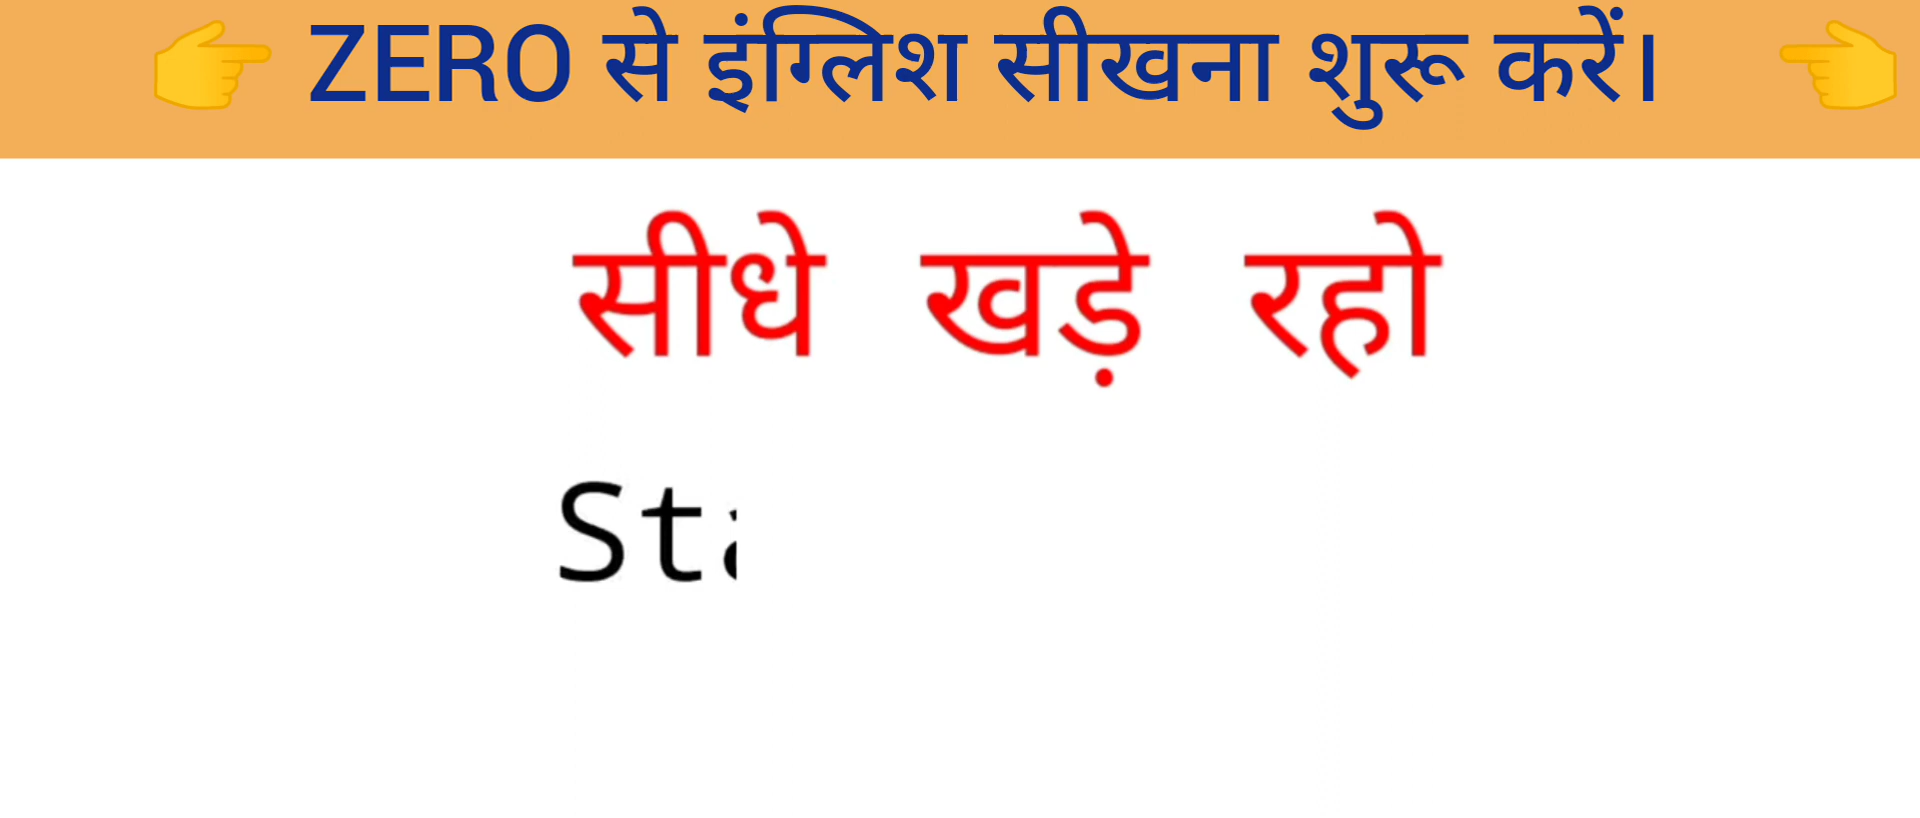 ZERO से इंग्लिश सीखना शुरू करें।
सीधे खड़े रहो